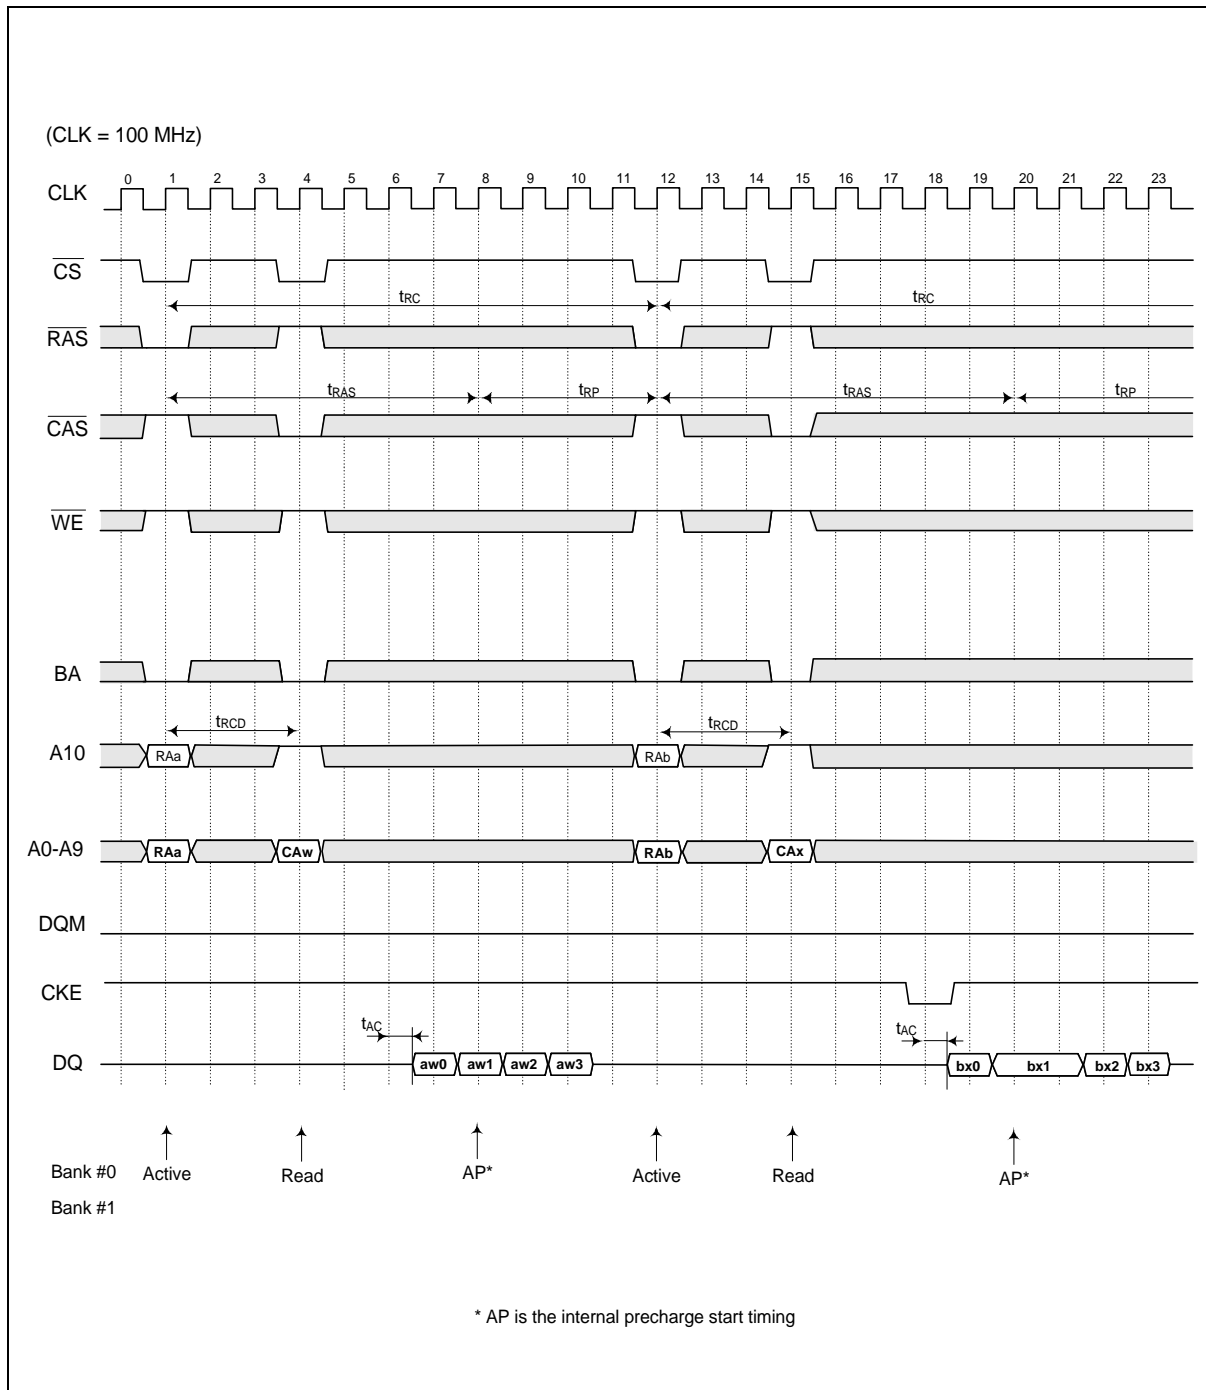 (CLK = 100 MHz)
0 1 2 3 4 5 6 7 8 9 10 11 12 13 14 15 16 17 18 19 20 21 22 23
CLK
CS
tRC tRC
RAS
tRAS tRP tRAS tRP
CAS
WE
BA
tRCD tRCD
A10 RAa RAb
A0-A9 RAa CAw RAb CAx
DQM
CKE
tAC tAC
DQ aw0 aw1 aw2 aw3 bx0 bx1 bx2 bx3
Bank #0 Active Read AP* Active Read AP*
Bank #1
* AP is the internal precharge start timing